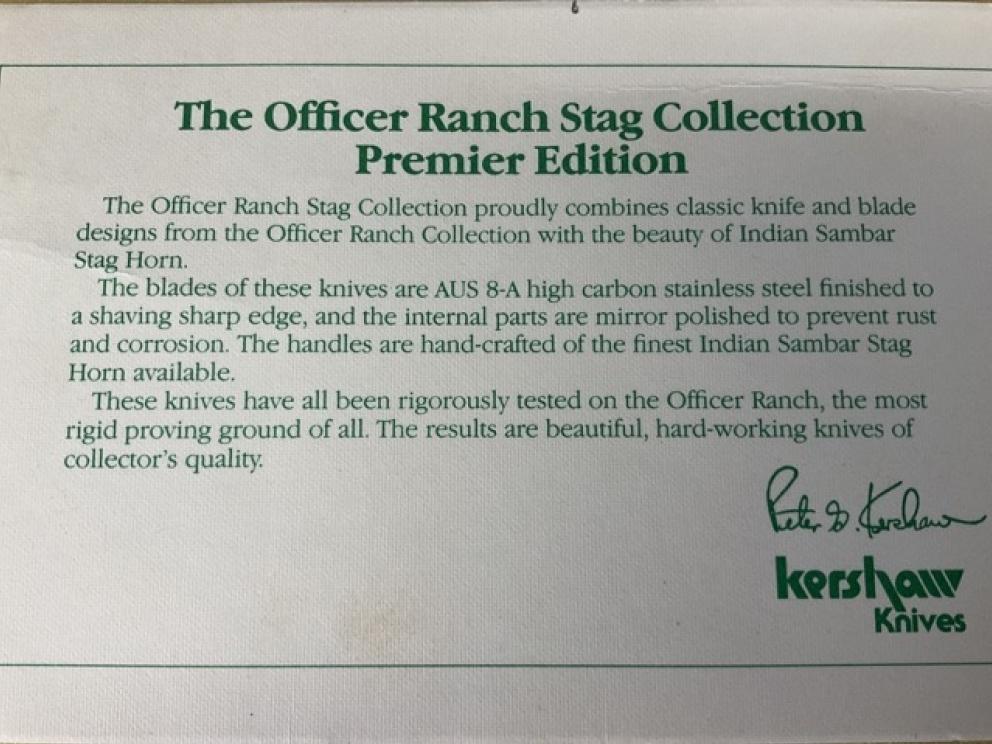 The Officer Ranch Stag Collection
Premier Edition
The Officer Ranch Stag Collection proudly combines classic knife and blade
designs from the Officer Ranch Collection with the beauty of Indian Sambar
Stag Horn.
The blades of these knives are AUS 8-A high carbon stainless steel finished to
a shaving sharp edge, and the internal parts are mirror polished to prevent rust
and corrosion. The handles are hand-crafted of the finest Indian Sambar Stag
Horn available.
These knives have all been rigorously tested on the Officer Ranch, the most
rigid proving ground of all. The results are beautiful, hard-working knives of
collector's quality.
Peter D. Kershaw
kershaw
Knives